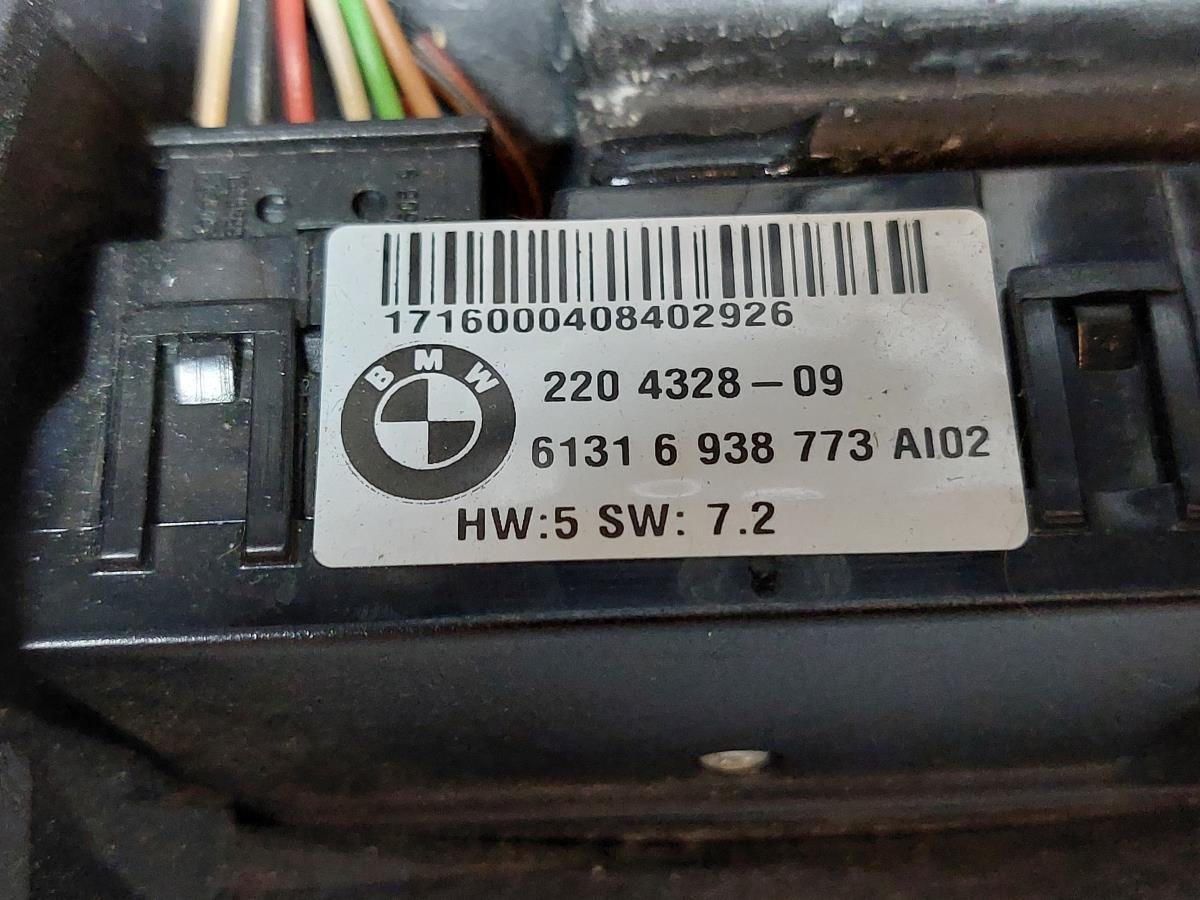 1716000408402926
BMW
220 4328-09
6131 6 938 773 AI02
HW:5 SW: 7.2